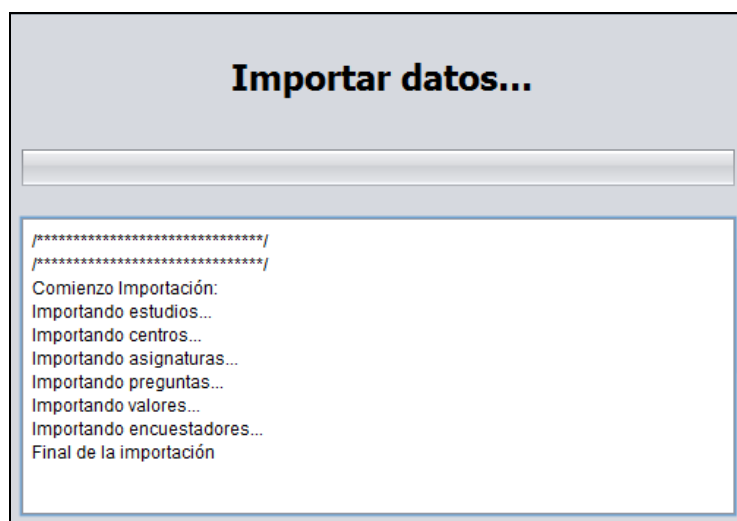 Importar datos...
/*******************************/
/*******************************/
Comienzo Importación:
Importando estudios...
Importando centros...
Importando asignaturas...
Importando preguntas...
Importando valores...
Importando encuestadores...
Final de la importación